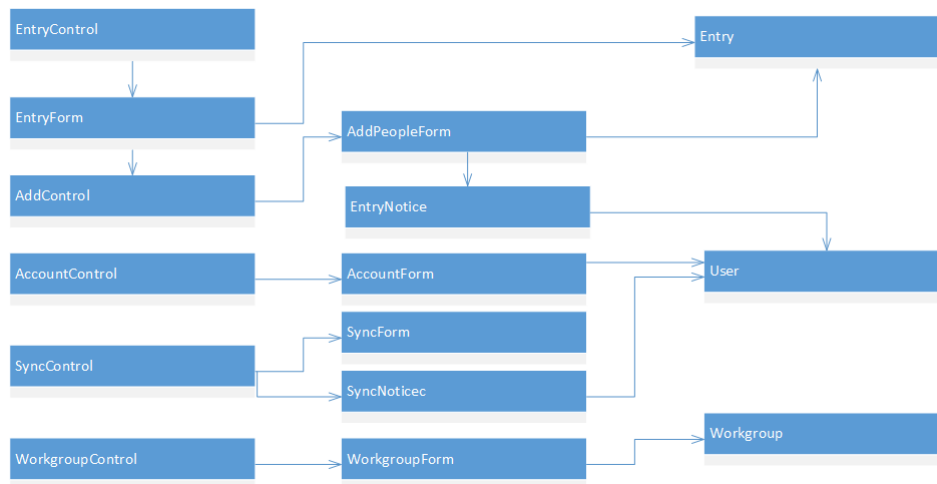 EntryControl
Entry
EntryForm
AddPeopleForm
AddControl
EntryNotice
AccountControl
AccountForm
User
SyncForm
SyncControl
SyncNoticec
Workgroup
WorkgroupControl
WorkgroupForm